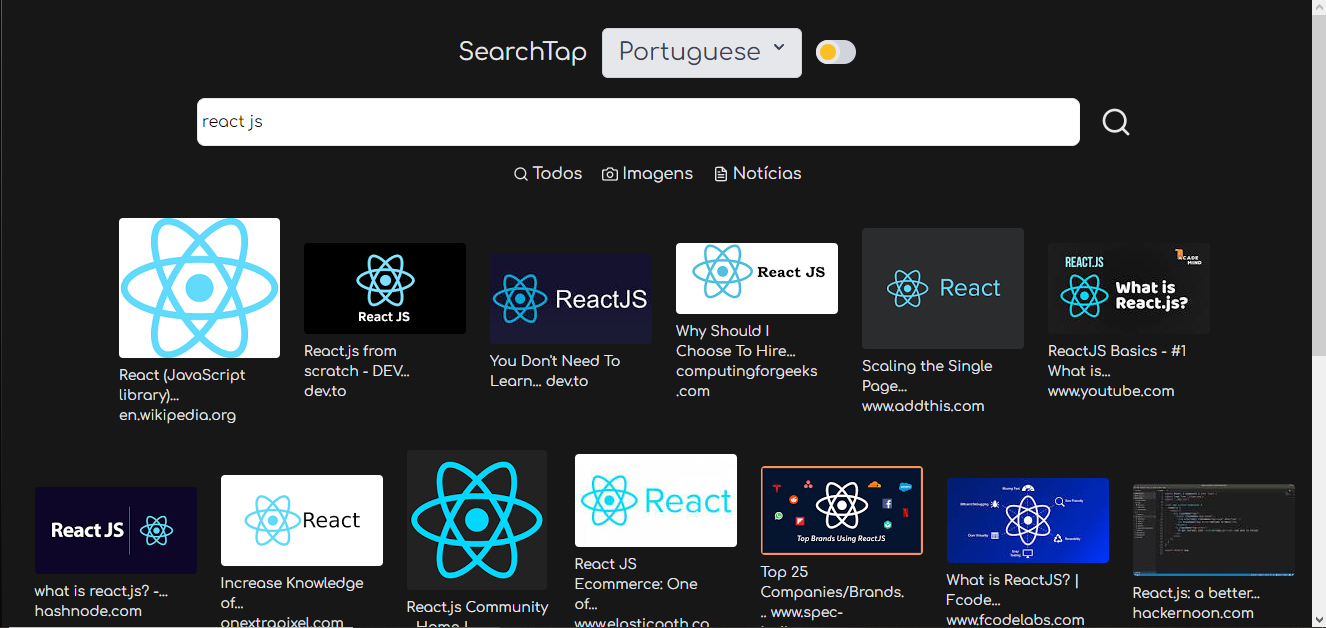 SearchTap Portuguese
react js
Todos Imagens Notícias
React JS
ReactJS
React JS
React
REACT.JS
ACADE MIND
What is
React.js?
React (JavaScript
library)...
en.wikipedia.org
React.js from
scratch - DEV...
dev.to
You Don't Need To
Learn... dev.to
Why Should I
Choose To Hire...
computingforgeeks
.com
Scaling the Single
Page...
www.addthis.com
ReactJS Basics - #1
What is...
www.youtube.com
React JS
React
React
Top Brands Using ReactJS
what is react.js? -...
hashnode.com
Increase Knowledge
of...
onextrapixel.com
React.js Community
- Home |
React JS
Ecommerce: One
of...
www.elasticpath.co
Top 25
Companies/Brands.
.. www.spec-
What is ReactJS? |
Fcode...
www.fcodelabs.com
React.js: a better...
hackernoon.com